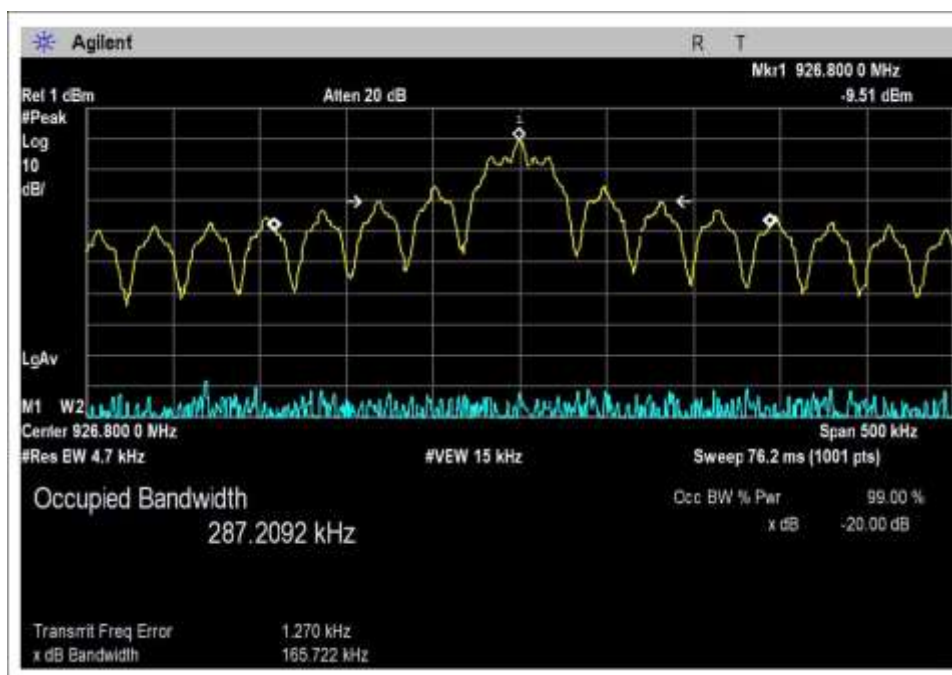 Agilent R T
Mkr1 926.800 0 MHz
Ref 1 dBm Atten 20 dB -9.51 dBm
#Peak
Log
10
dB/
1
LgAv
M1 W2
Center 926.800 0 MHz Span 500 kHz
#Res BW 4.7 kHz #VBW 15 kHz Sweep 76.2 ms (1001 pts)
Occupied Bandwidth Occ BW % Pwr 99.00 %
287.2092 kHz x dB -20.00 dB
Transmit Freq Error 1.270 kHz
x dB Bandwidth 165.722 kHz